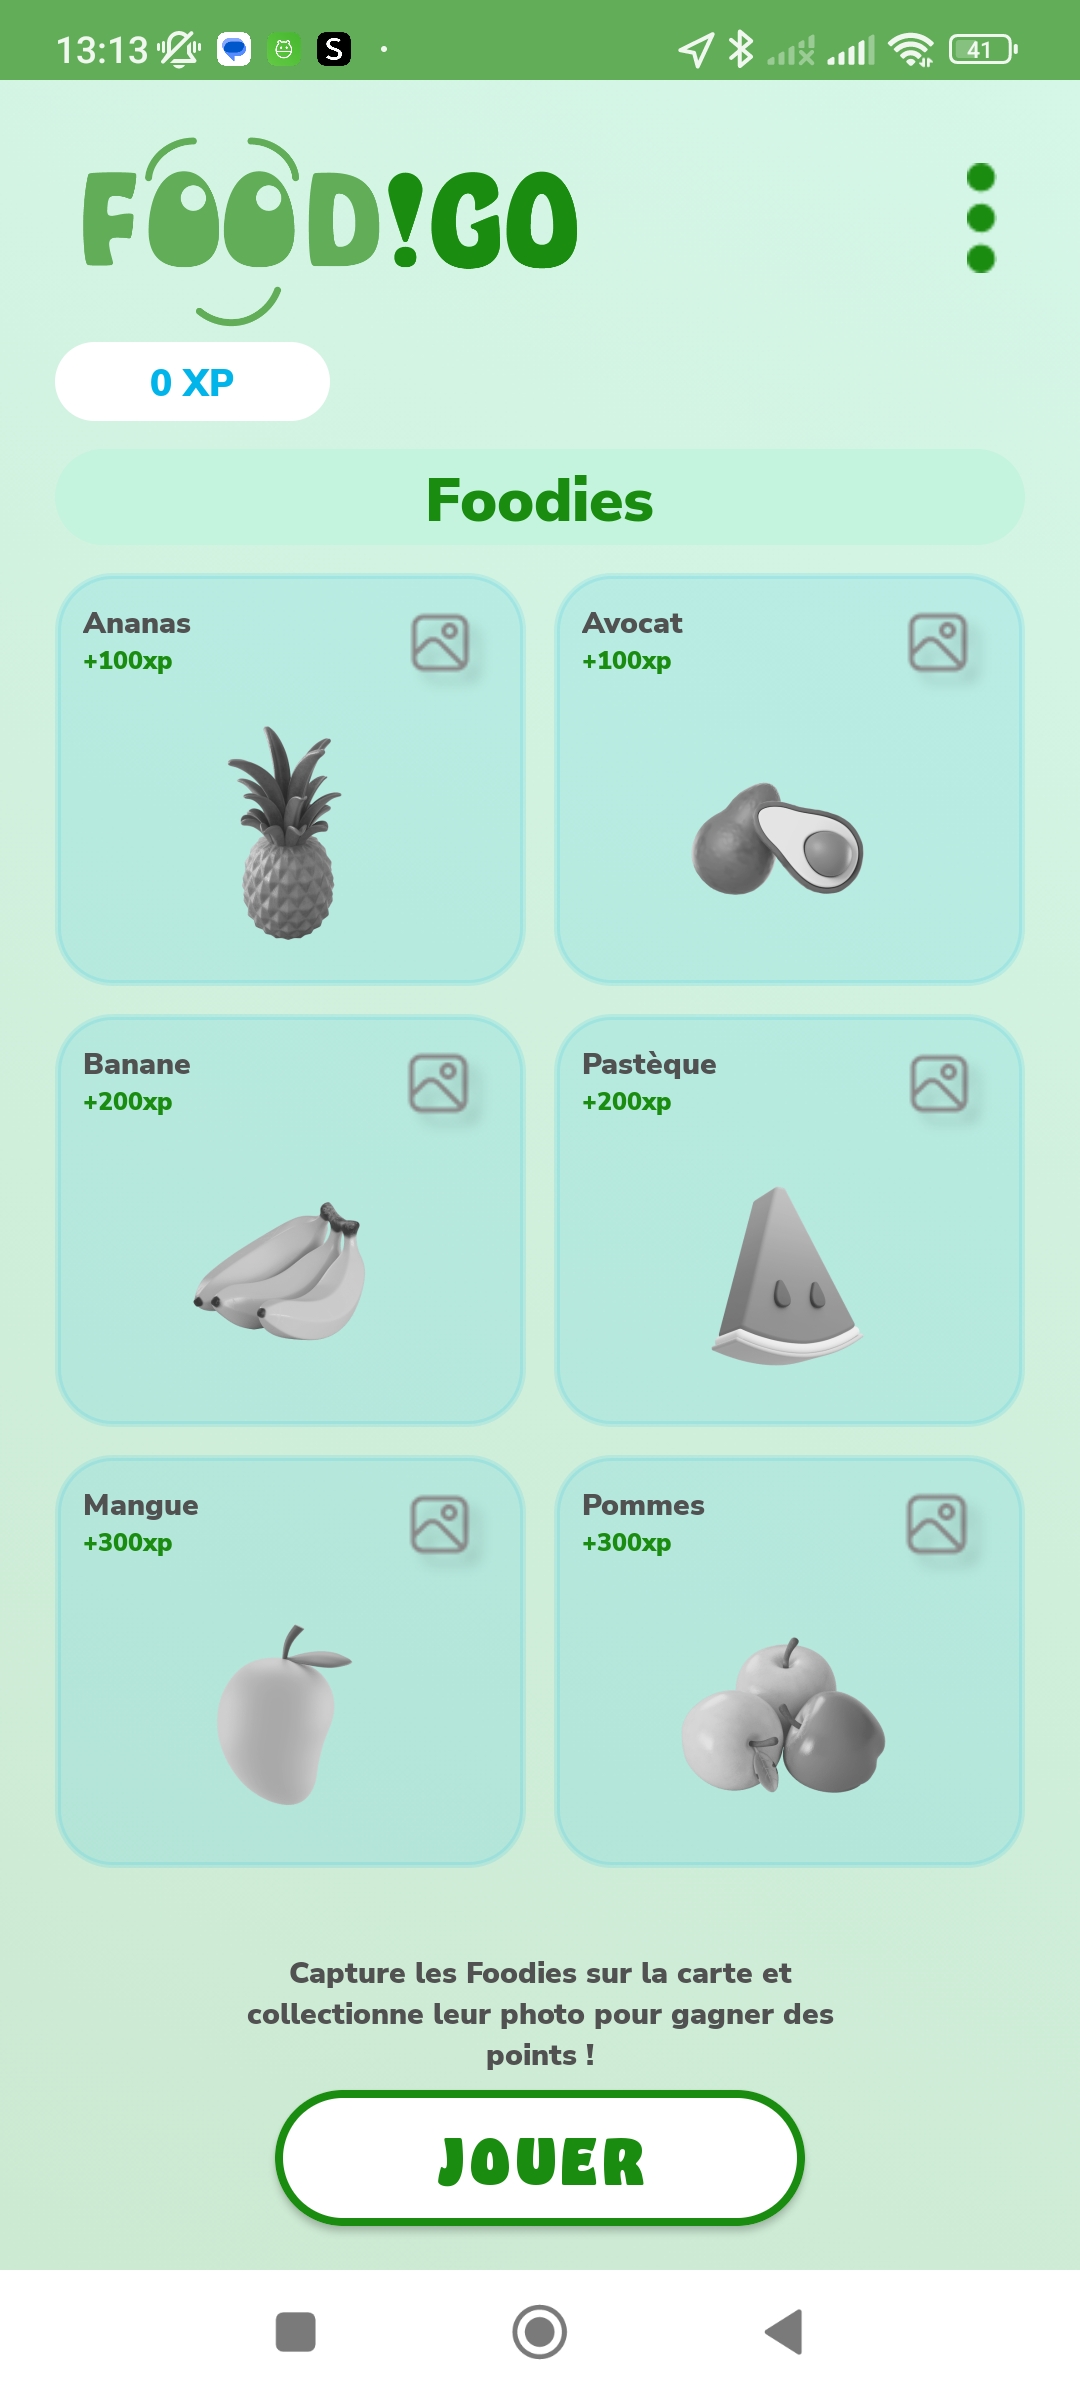 13:13
S
41
FOOD!GO
0 XP
Foodies
Ananas
+100xp
Avocat
+100xp
Banane
+200xp
Pastèque
+200xp
Mangue
+300xp
Pommes
+300xp
Capture les Foodies sur la carte et
collectionne leur photo pour gagner des
points !
JOUER